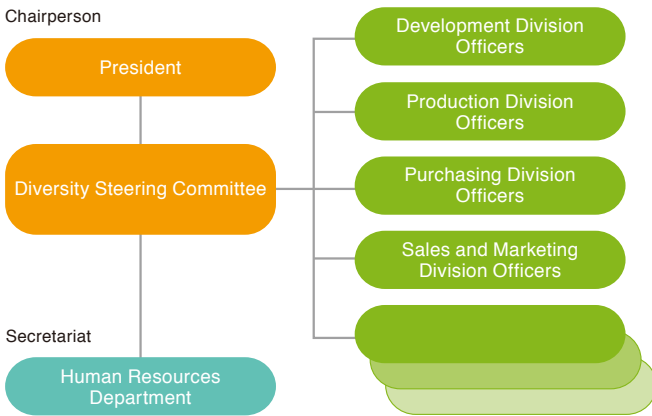 Chairperson
President
Diversity Steering Committee
Secretariat
Human Resources
Department
Development Division
Officers
Production Division
Officers
Purchasing Division
Officers
Sales and Marketing
Division Officers